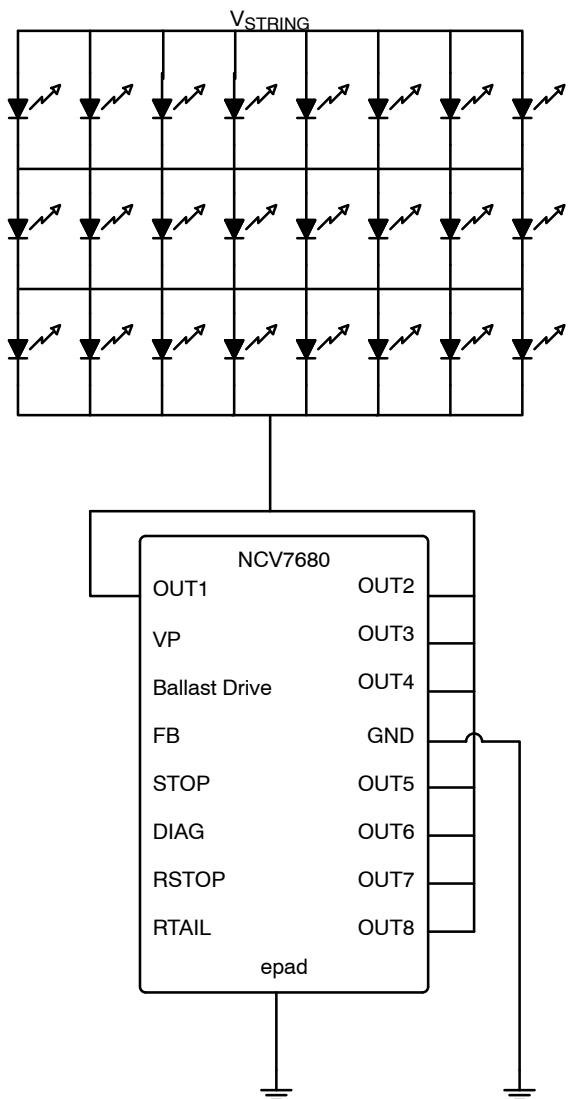 VSTRING
NCV7680
OUT1
VP
Ballast Drive
FB
STOP
DIAG
RSTOP
RTAIL
OUT2
OUT3
OUT4
GND
OUT5
OUT6
OUT7
OUT8
epad